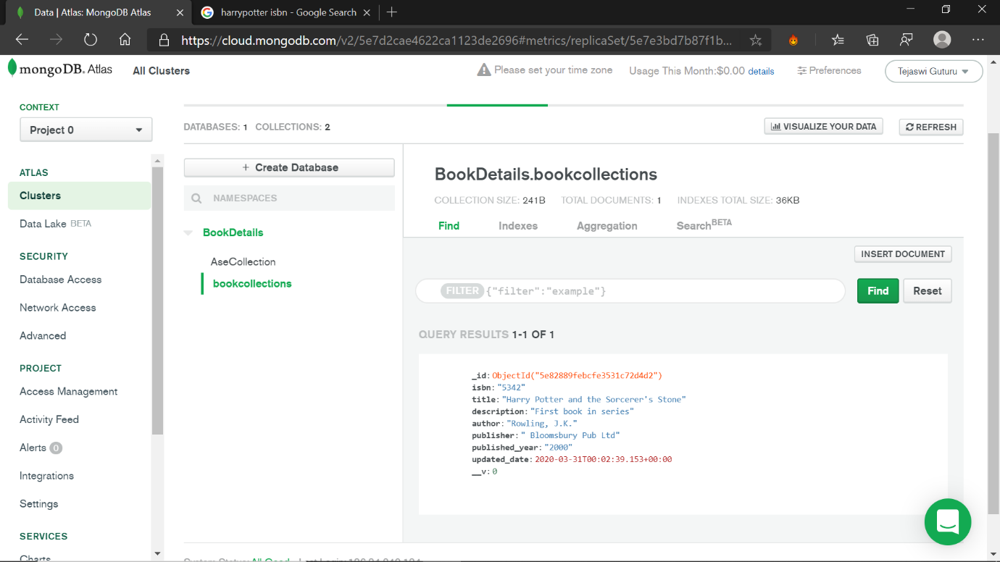 Data | Atlas: MongoDB Atlas
harrypotter isbn - Google Search
https://cloud.mongodb.com/v2/5e7d2cae4622ca1123de2696#metrics/replicaSet/5e7e3bd7b87f1b...
mongoDB. Atlas
All Clusters
Please set your time zone
Usage This Month:$0.00 details
Preferences
Tejaswi Guturu
CONTEXT
Project 0
ATLAS
Clusters
Data Lake BETA
SECURITY
Database Access
Network Access
Advanced
PROJECT
Access Management
Activity Feed
Alerts 0
Integrations
Settings
SERVICES
Charts
DATABASES: 1 COLLECTIONS: 2
VISUALIZE YOUR DATA
REFRESH
+ Create Database
NAMESPACES
BookDetails
AseCollection
bookcollections
BookDetails.bookcollections
COLLECTION SIZE: 241B TOTAL DOCUMENTS: 1 INDEXES TOTAL SIZE: 36KB
Find Indexes Aggregation Search BETA
INSERT DOCUMENT
FILTER {"filter":"example"}
Find
Reset
QUERY RESULTS 1-1 OF 1
_id: ObjectId("5e82889febcfe3531c72d4d2")
isbn: "5342"
title: "Harry Potter and the Sorcerer's Stone"
description: "First book in series"
author: "Rowling, J.K."
publisher: " Bloomsbury Pub Ltd"
published_year: "2000"
updated_date: 2020-03-31T00:02:39.153+00:00
__v: 0
System Status: All Good